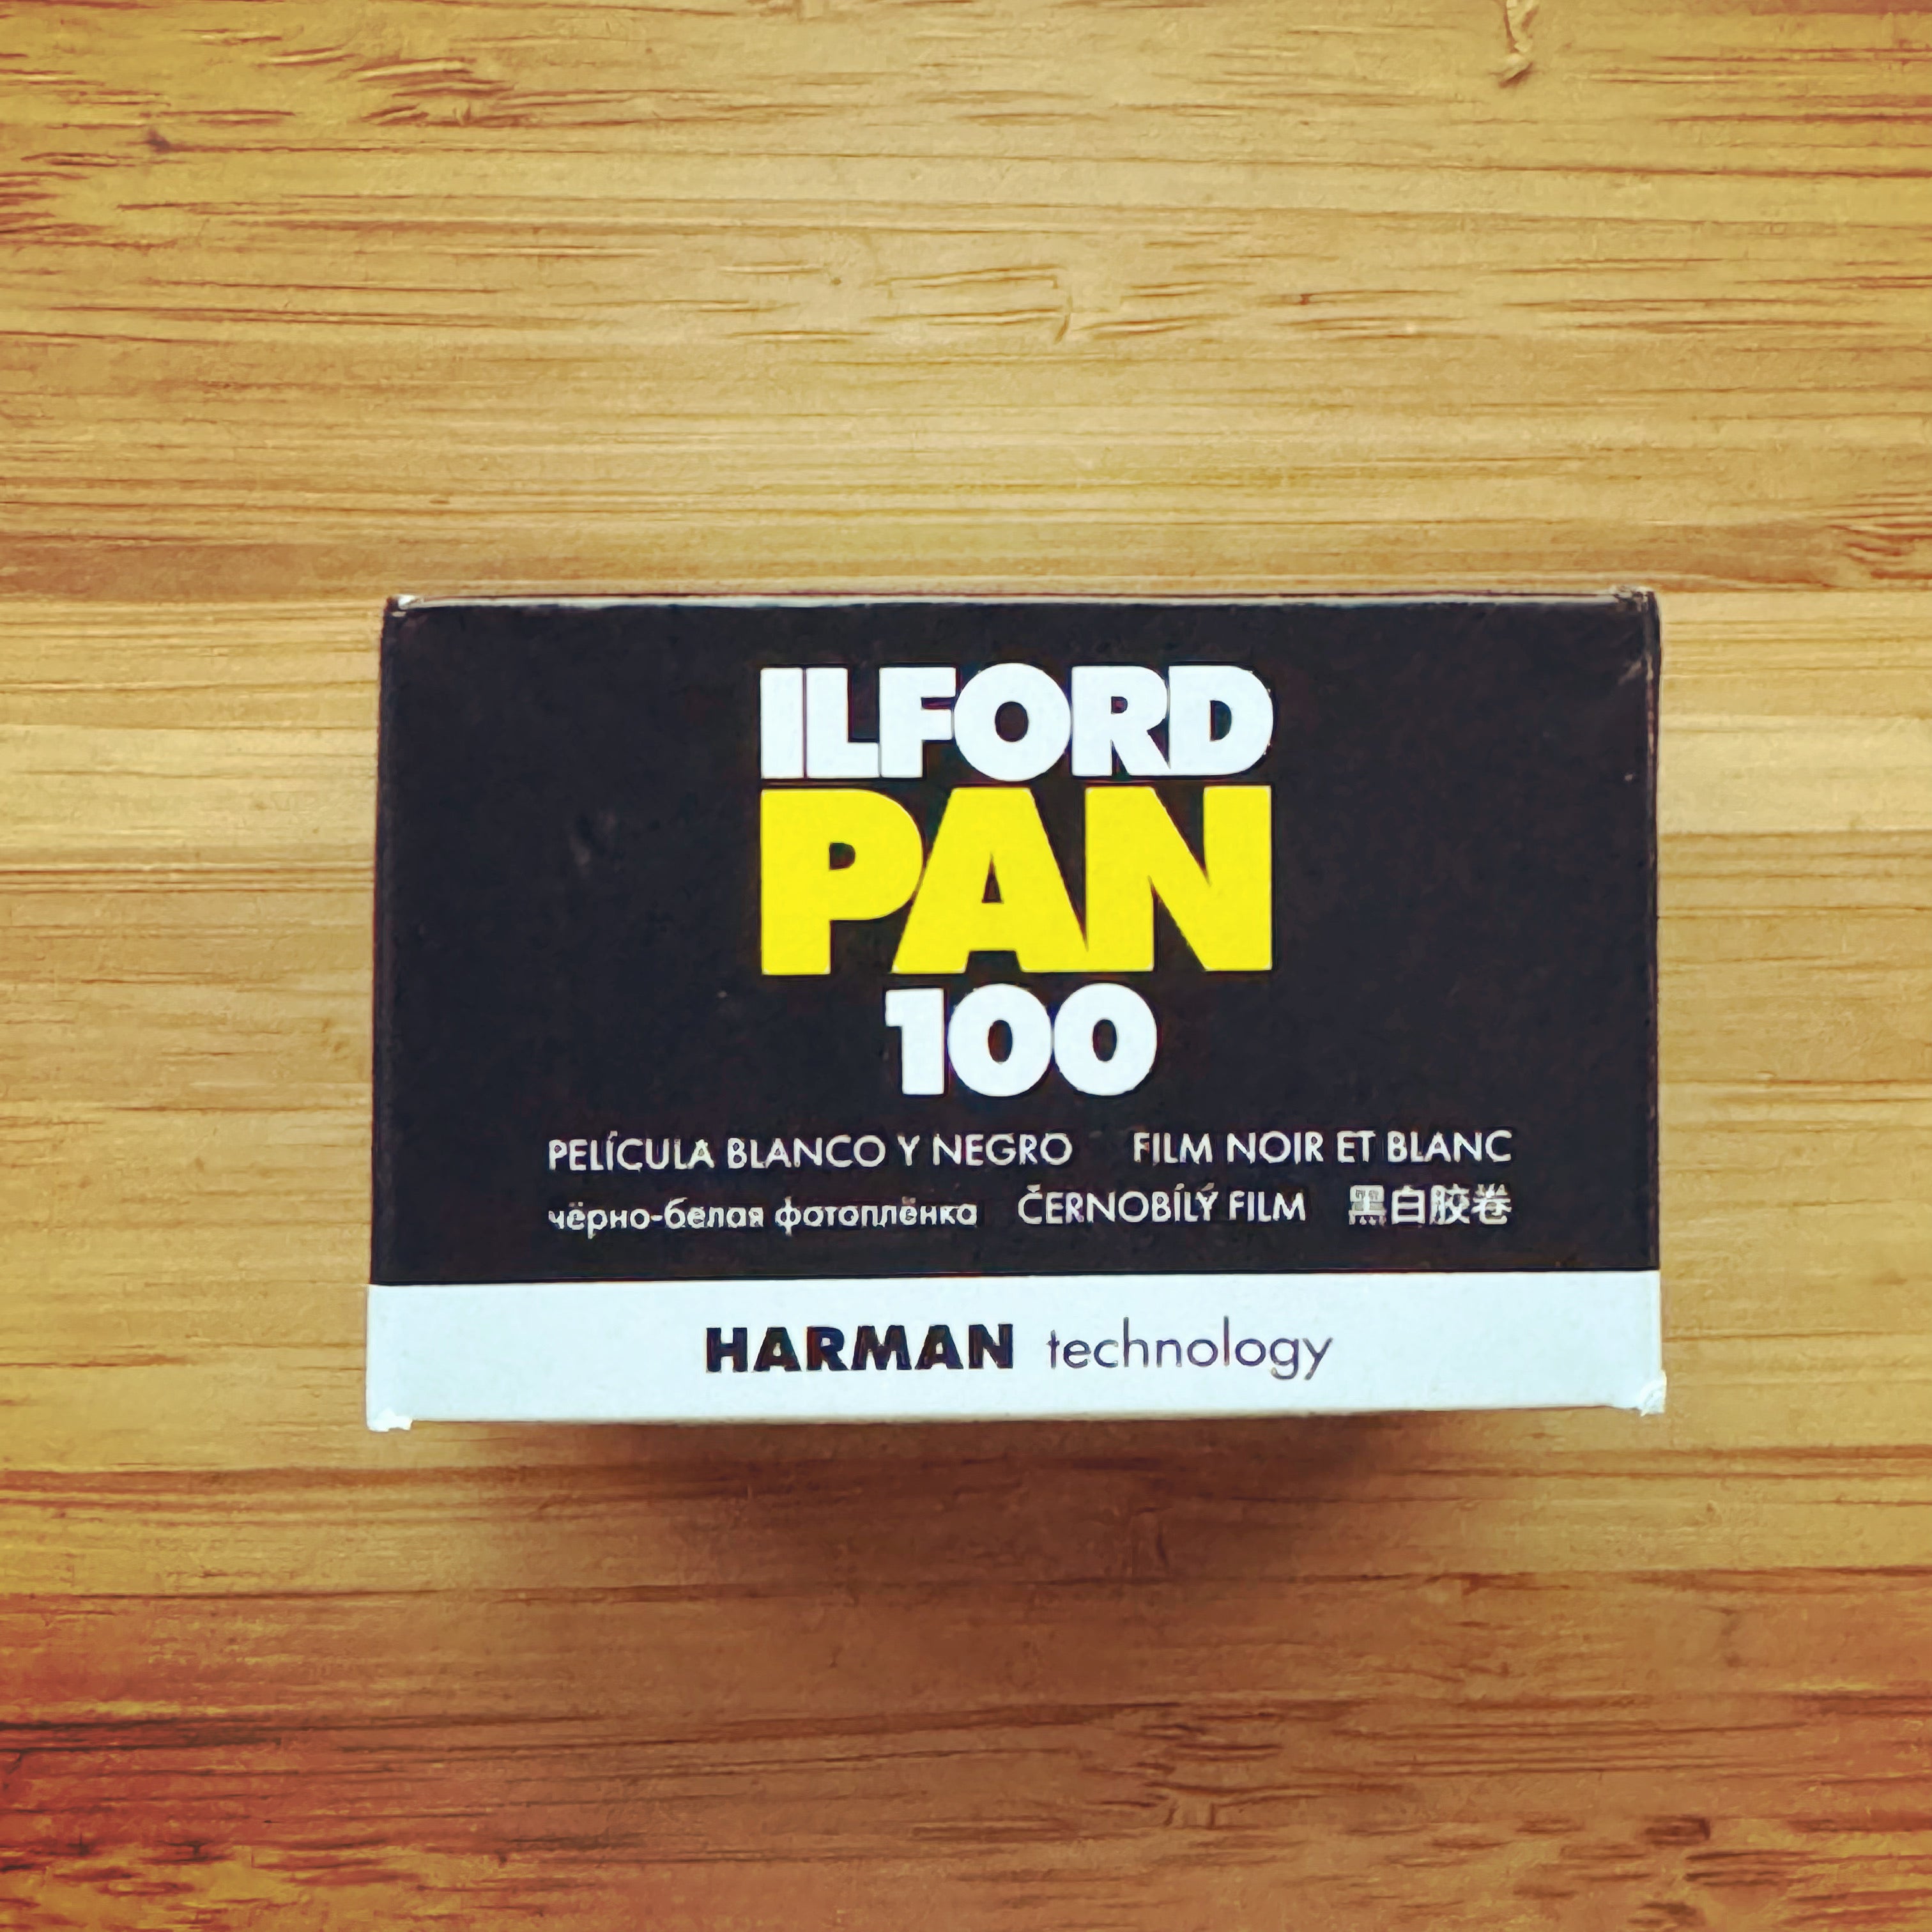 ILFORD
PAN
100
PELÍCULA BLANCO Y NEGRO FILM NOIR ET BLANC
чёрно-белая фотоплёнка ČERNOBÍLÝ FILM 黑白胶卷
HARMAN technology